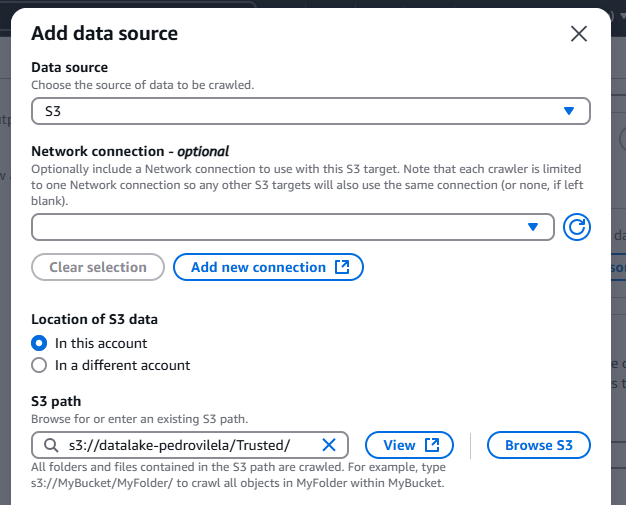 Add data source
Data source
Choose the source of data to be crawled.
S3
Network connection - optional
Optionally include a Network connection to use with this S3 target. Note that each crawler is limited
to one Network connection so any other S3 targets will also use the same connection (or none, if left
blank).
Clear selection
Add new connection
Location of S3 data
In this account
In a different account
S3 path
Browse for or enter an existing S3 path.
s3://datalake-pedrovilela/Trusted/
View
Browse S3
All folders and files contained in the S3 path are crawled. For example, type
s3://MyBucket/MyFolder/ to crawl all objects in MyFolder within MyBucket.